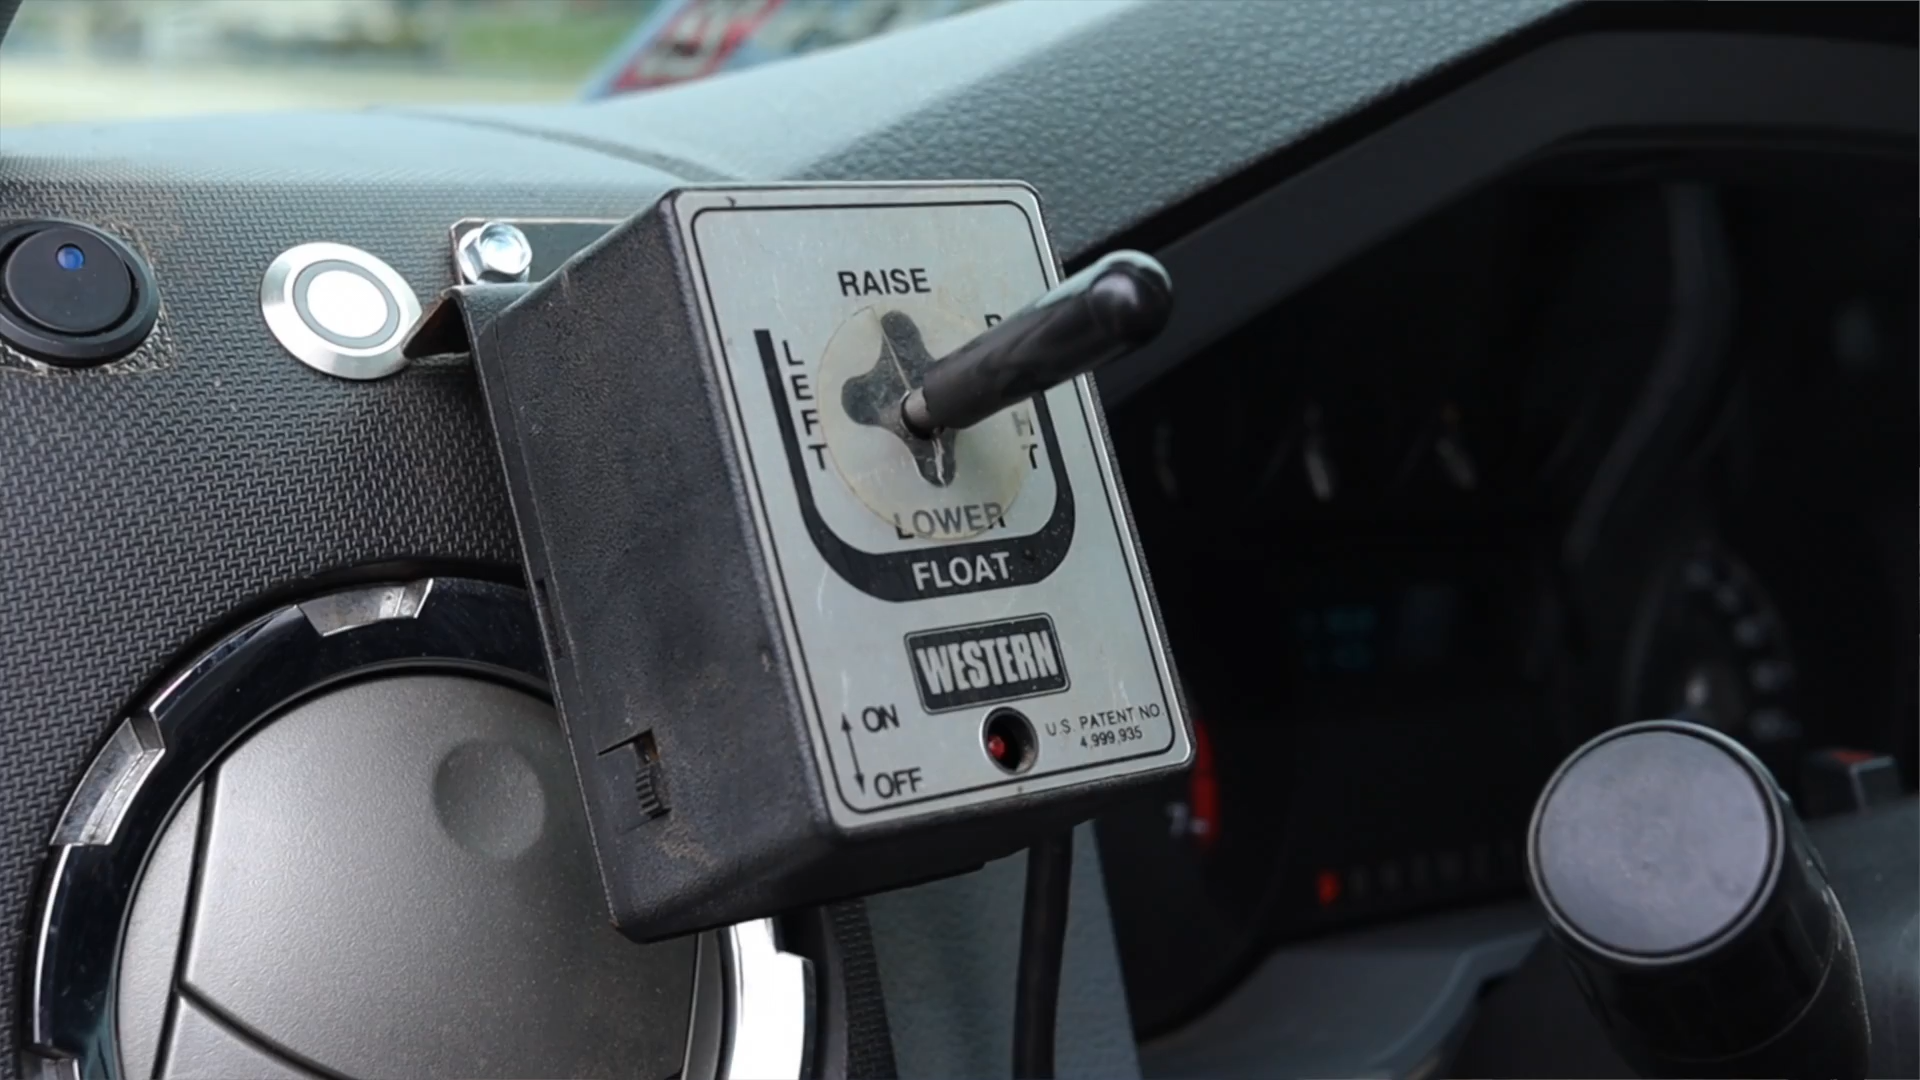 RAISE
LEFT
LOWER
FLOAT
WESTERN
ON
OFF
U.S. PATENT NO.
4,999,935